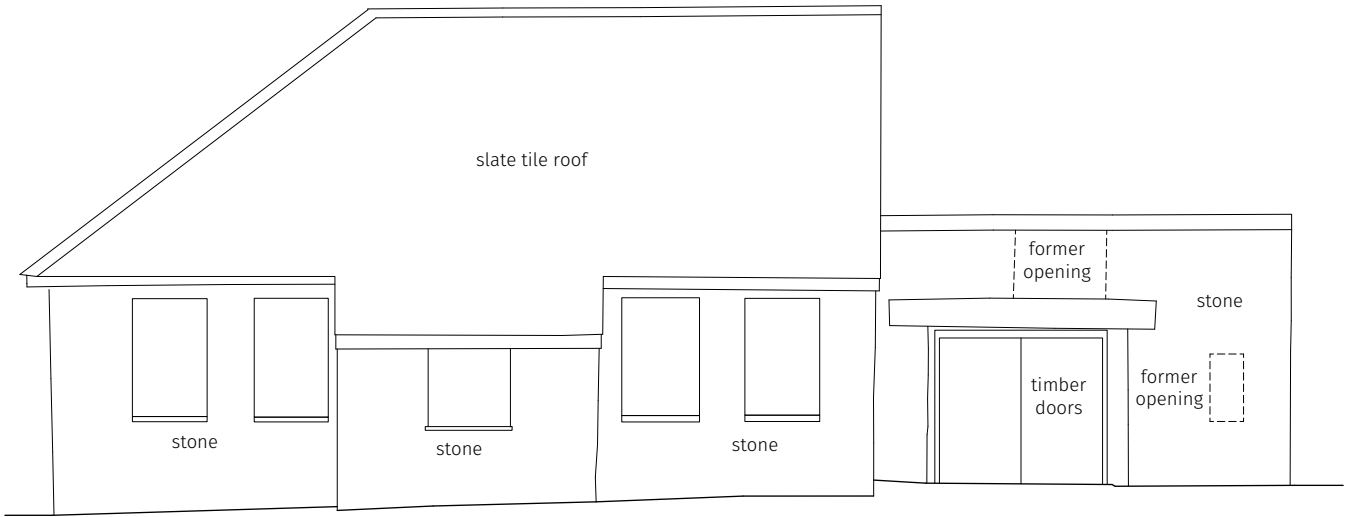 slate tile roof
former
opening
stone
timber
doors
former
opening
stone
stone
stone